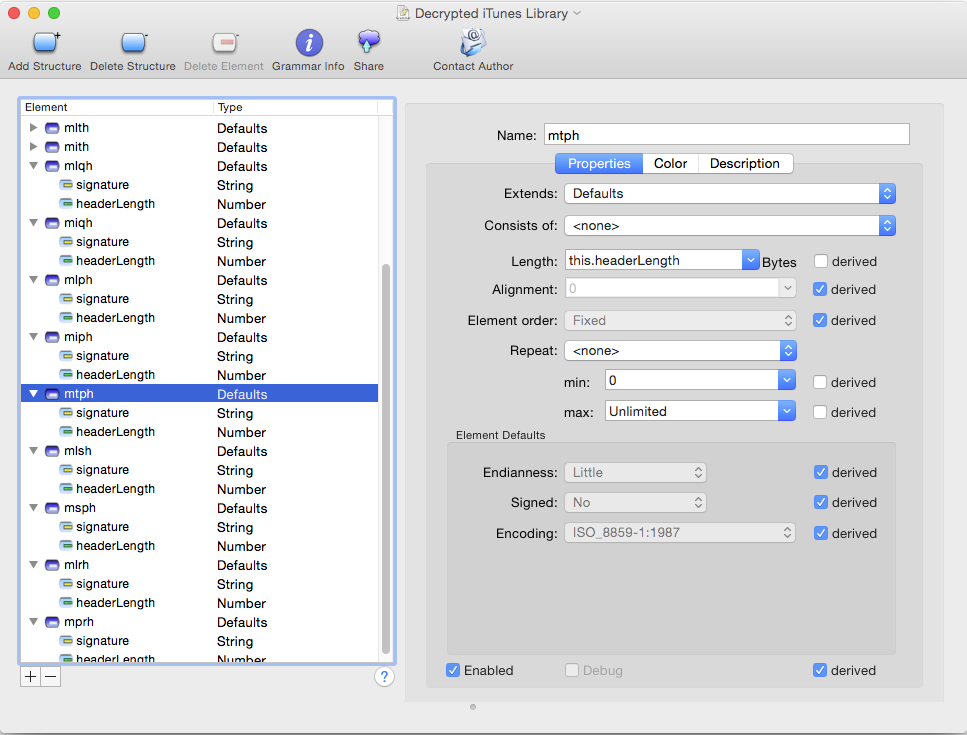 Decrypted iTunes Library
Add Structure Delete Structure Delete Element Grammar Info Share Contact Author
Element Type
mlth Defaults
mith Defaults
mlqh Defaults
signature String
headerLength Number
miqh Defaults
signature String
headerLength Number
mlph Defaults
signature String
headerLength Number
miph Defaults
signature String
headerLength Number
mtph Defaults
signature String
headerLength Number
mlsh Defaults
signature String
headerLength Number
msph Defaults
signature String
headerLength Number
mlrh Defaults
signature String
headerLength Number
mprh Defaults
signature String
headerLength Number
?
Name: mtph
Properties Color Description
Extends: Defaults
Consists of: <none>
Length: this.headerLength Bytes derived
Alignment: 0 derived
Element order: Fixed derived
Repeat: <none>
min: 0 derived
max: Unlimited derived
Element Defaults
Endianness: Little derived
Signed: No derived
Encoding: ISO_8859-1:1987 derived
Enabled Debug derived